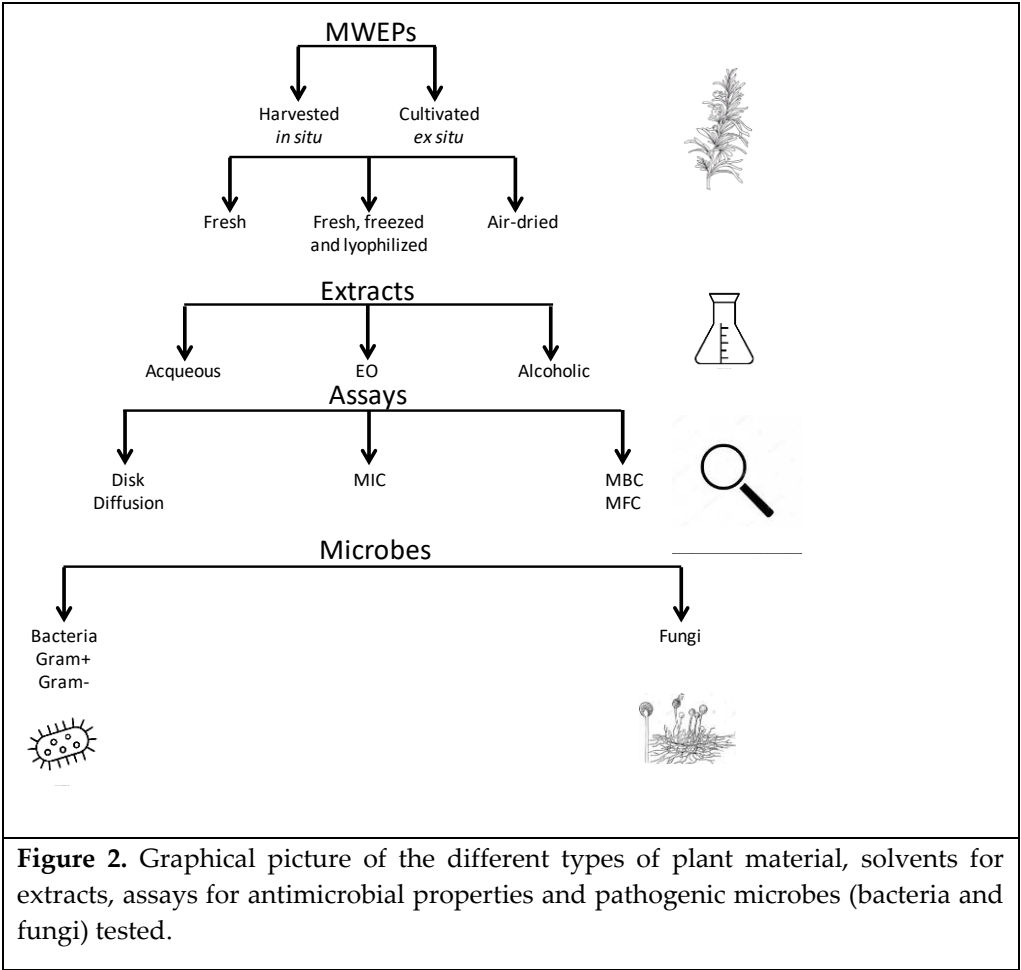 MWEPs
Harvested
in situ
Cultivated
ex situ
Fresh
Fresh, freezed
and lyophilized
Air-dried
Extracts
Acqueous
EO
Alcoholic
Assays
Disk
Diffusion
MIC
MBC
MFC
Microbes
Bacteria
Gram+
Gram-
Fungi
Figure 2. Graphical picture of the different types of plant material, solvents for
extracts, assays for antimicrobial properties and pathogenic microbes (bacteria and
fungi) tested.